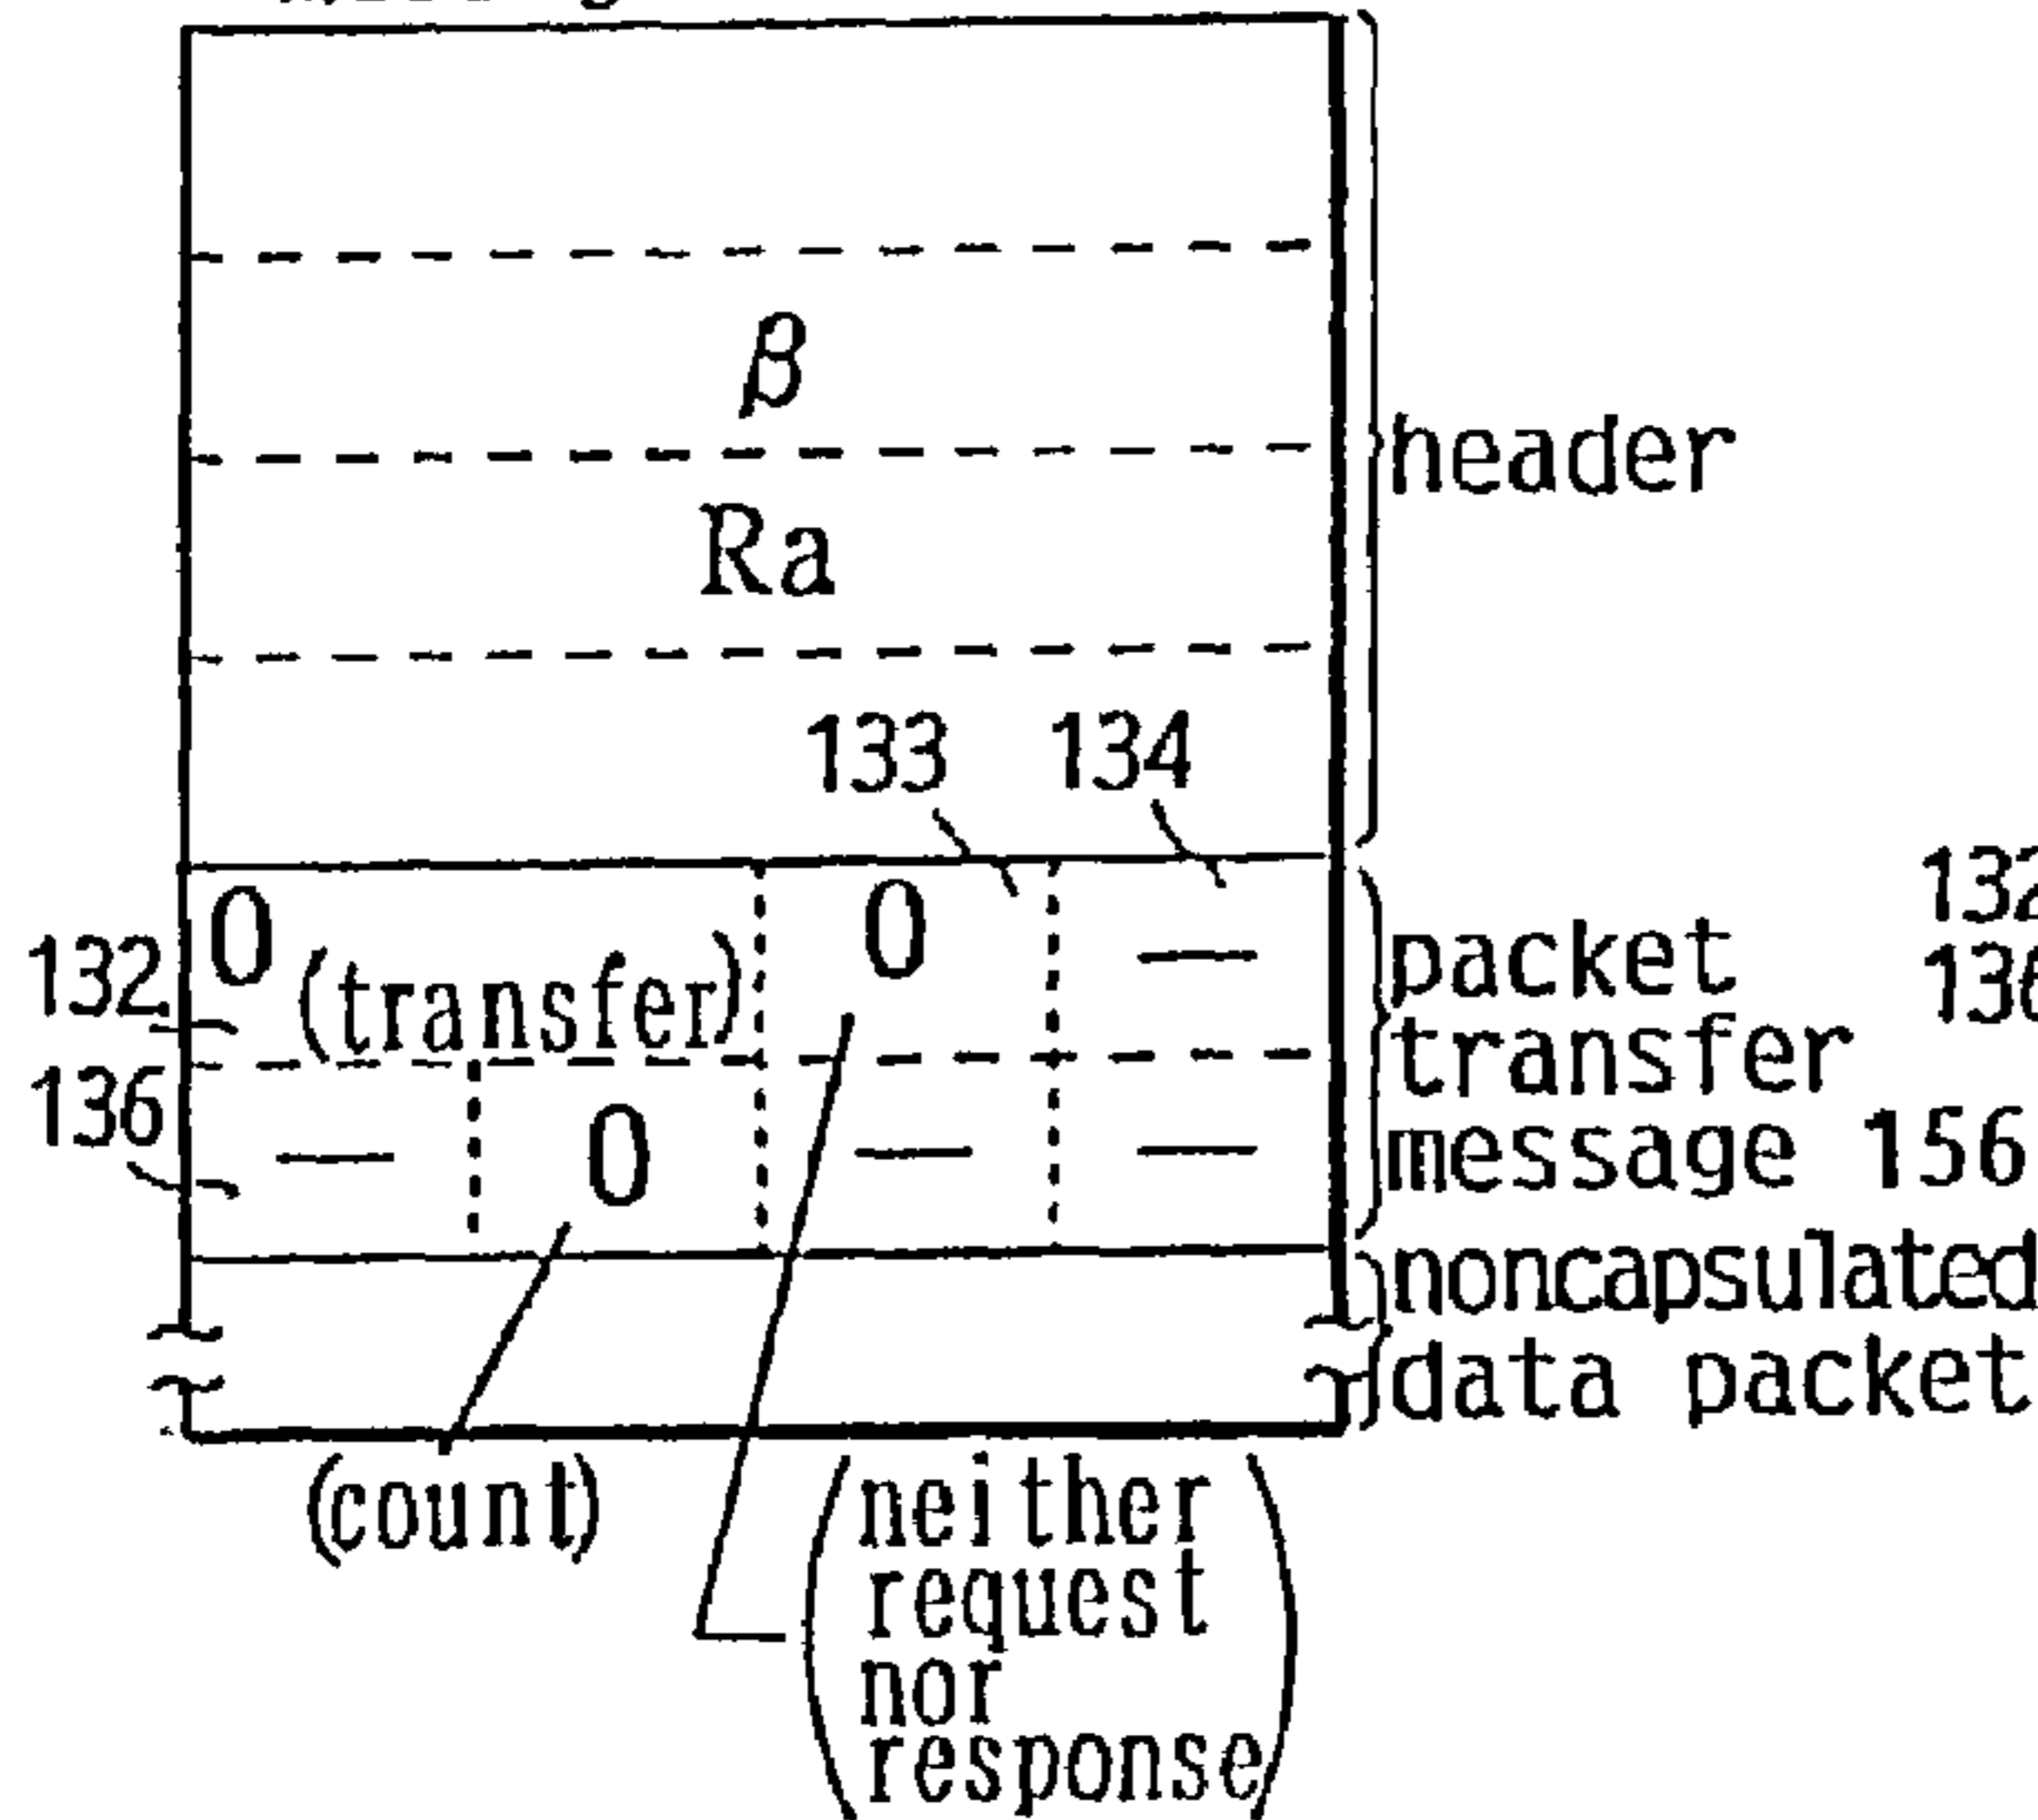 β
header
Ra
133 134
0 0 —
132 (transfer)
packet
transfer
message 156
132
136 — 0 — —
noncapsulated
data packet
(count)
(neither
request
nor
response)